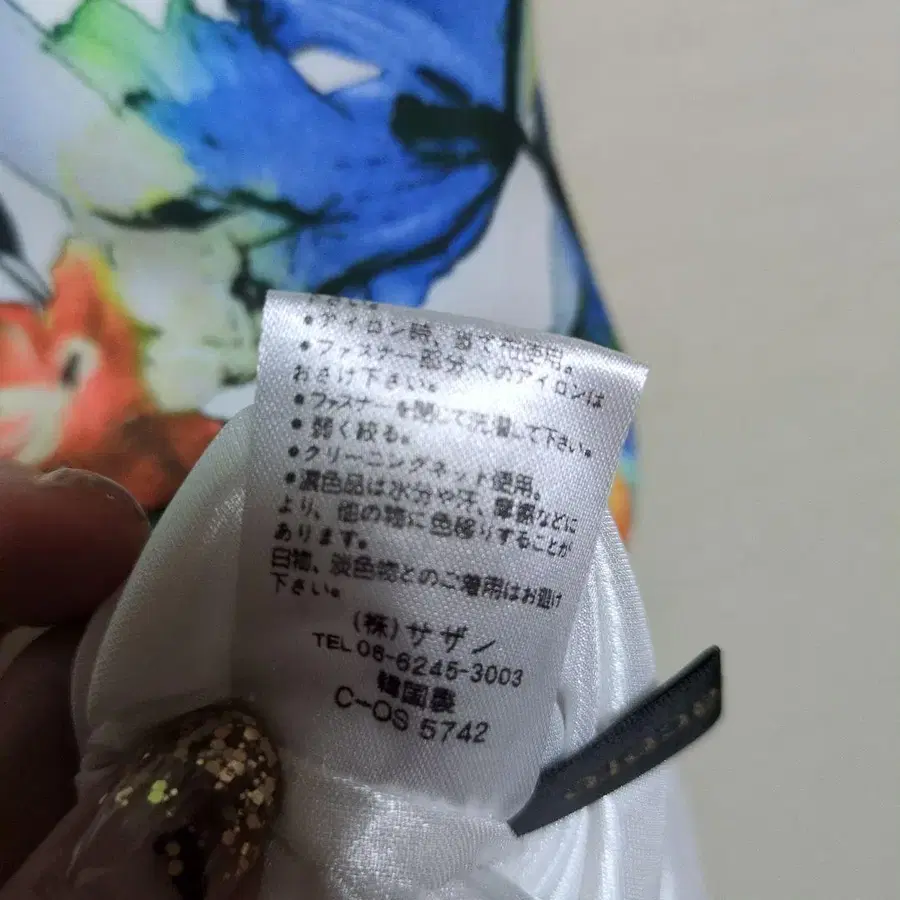 ・アイロン時、当て布使用。
・ファスナー部分へのアイロンは
おさけ下さい。
・ファスナーを閉じて洗濯して下さい。
・弱く絞る。
・クリーニングネット使用。
・濃色品は水分や汗、摩擦などに
より、他の物に色移りすることが
あります。
白物、淡色物とのご着用はお避け
下さい。
(株)サザン
TEL 06-6245-3003
韓国製
C-OS 5742